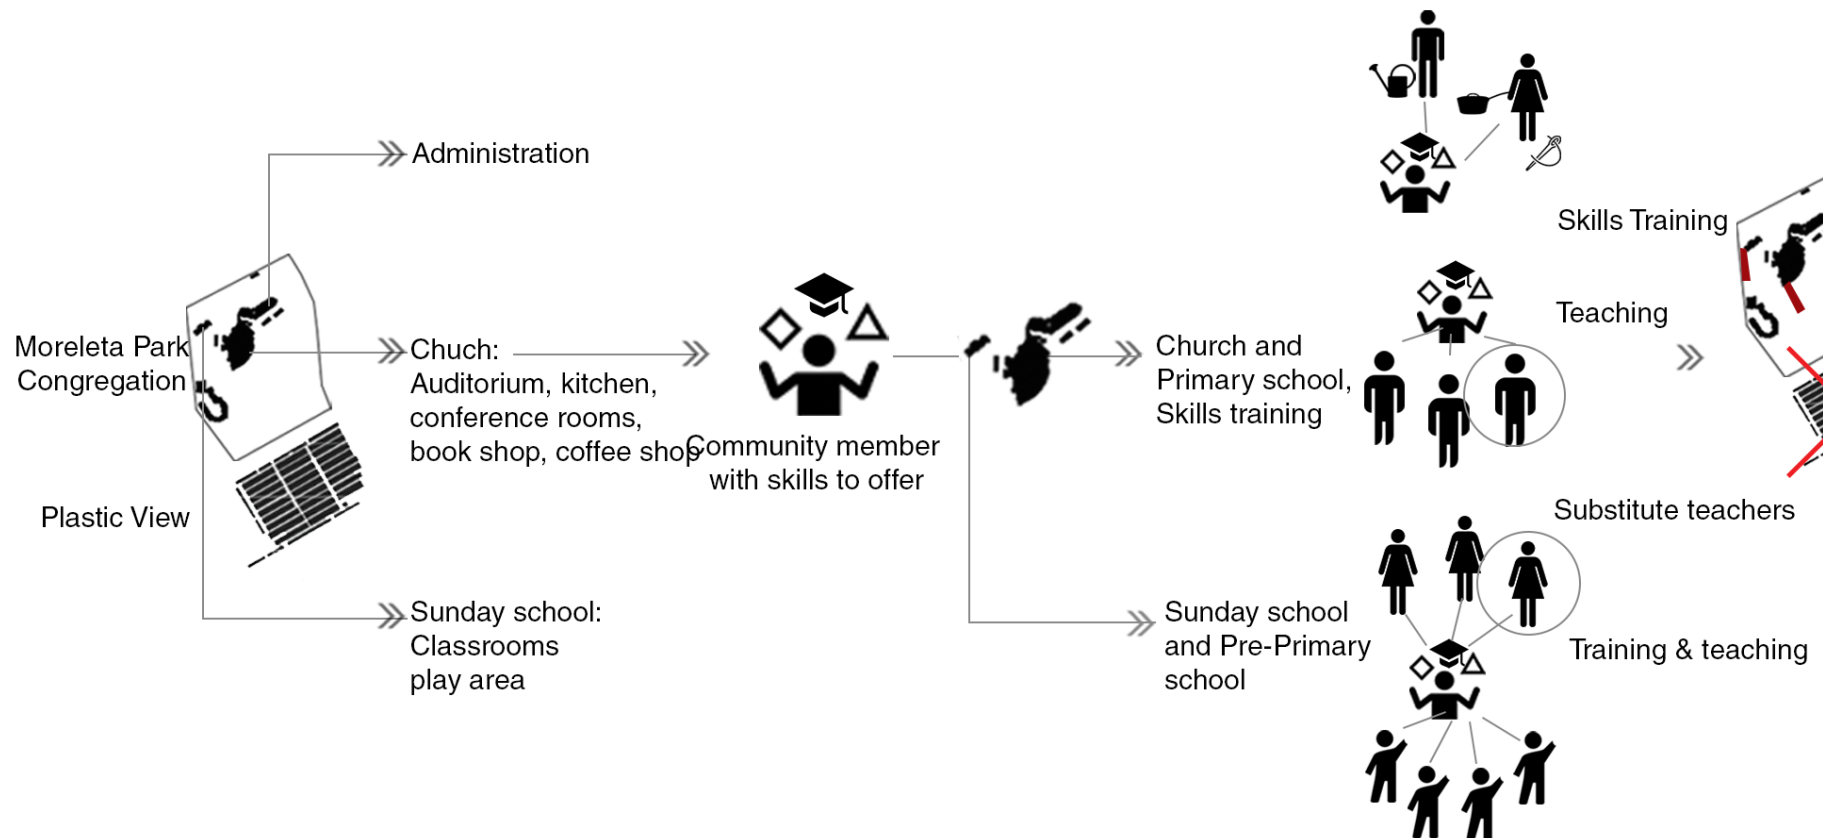 Administration
Moreleta Park
Congregation
Plastic View
Chuch:
Auditorium, kitchen,
conference rooms,
book shop, coffee shop
Sunday school:
Classrooms
play area
Community member
with skills to offer
Church and
Primary school,
Skills training
Sunday school
and Pre-Primary
school
Skills Training
Teaching
Substitute teachers
Training & teaching